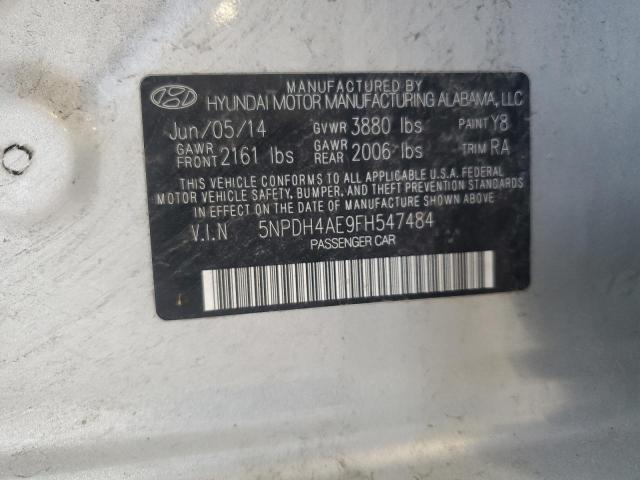 MANUFACTURED BY
HYUNDAI MOTOR MANUFACTURING ALABAMA, LLC
Jun/05/14 GVWR 3880 lbs PAINT Y8
GAWR FRONT 2161 lbs GAWR REAR 2006 lbs TRIM RA
THIS VEHICLE CONFORMS TO ALL APPLICABLE U.S.A. FEDERAL
MOTOR VEHICLE SAFETY, BUMPER, AND THEFT PREVENTION STANDARDS
IN EFFECT ON THE DATE OF MANUFACTURE SHOWN ABOVE
V.I.N 5NPDH4AE9FH547484
PASSENGER CAR